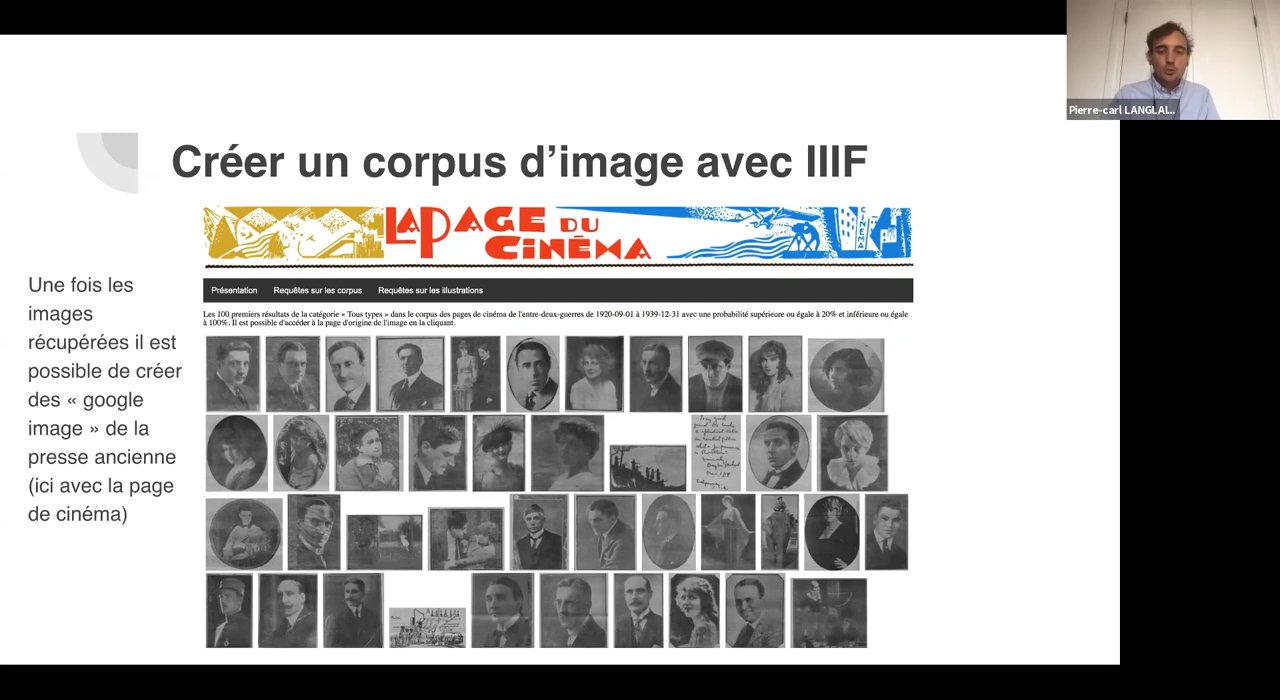 Pierre-carl LANGLAI...
Créer un corpus d'image avec IIIF
LA PAGE DU
CINÉMA
CINÉMA
Présentation Requêtes sur les corpus Requêtes sur les illustrations
Les 100 premiers résultats de la catégorie « Tous types » dans le corpus des pages de cinéma de l'entre-deux-guerres de 1920-09-01 à 1939-12-31 avec une probabilité supérieure ou égale à 20% et inférieure ou égale
à 100%. Il est possible d'accéder à la page d'origine de l'image en la cliquant.
Une fois les
images
récupérées il est
possible de créer
des « google
image » de la
presse ancienne
(ici avec la page
de cinéma)